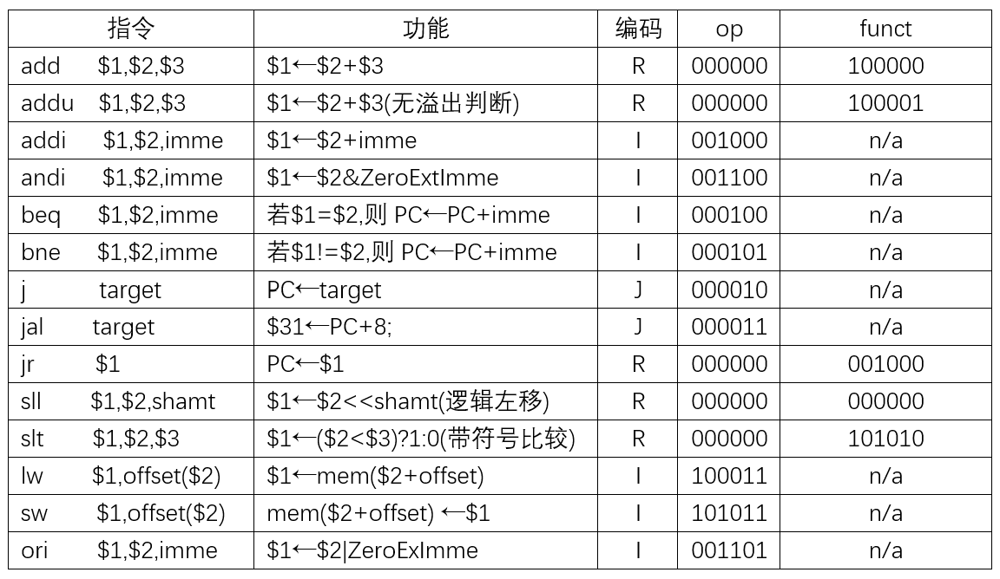 指令 功能 编码 op funct
add $1,$2,$3 $1←$2+$3 R 000000 100000
addu $1,$2,$3 $1←$2+$3(无溢出判断) R 000000 100001
addi $1,$2,imme $1←$2+imme I 001000 n/a
andi $1,$2,imme $1←$2&ZeroExtImme I 001100 n/a
beq $1,$2,imme 若$1=$2,则 PC←PC+imme I 000100 n/a
bne $1,$2,imme 若$1!=$2,则 PC←PC+imme I 000101 n/a
j target PC←target J 000010 n/a
jal target $31←PC+8; J 000011 n/a
jr $1 PC←$1 R 000000 001000
sll $1,$2,shamt $1←$2<<shamt(逻辑左移) R 000000 000000
slt $1,$2,$3 $1←($2<$3)?1:0(带符号比较) R 000000 101010
lw $1,offset($2) $1←mem($2+offset) I 100011 n/a
sw $1,offset($2) mem($2+offset) ←$1 I 101011 n/a
ori $1,$2,imme $1←$2|ZeroExImme I 001101 n/a